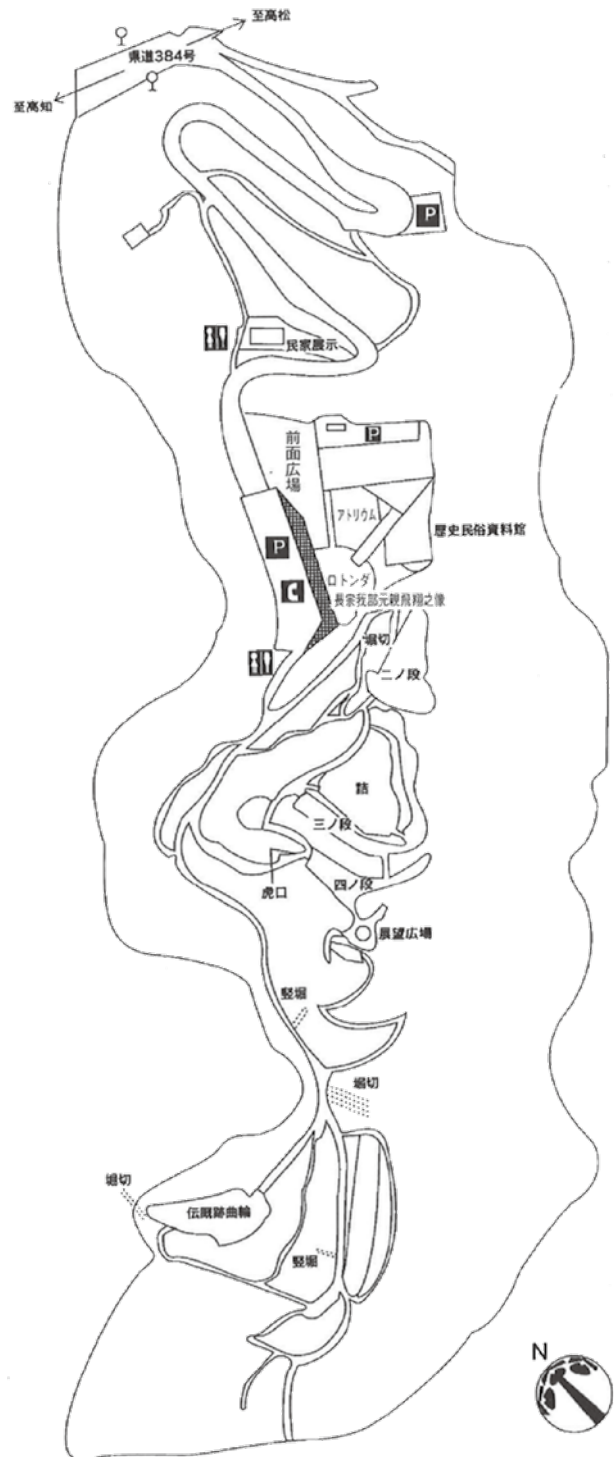 至高松
県道384号
至高知
P
民家展示
前面広場
P
アトリウム
歴史民俗資料館
P
ロトンダ
長宗我部元親飛翔之像
堀切
二ノ段
詰
三ノ段
虎口
四ノ段
展望広場
竪堀
堀切
堀切
伝厩跡曲輪
竪堀
N